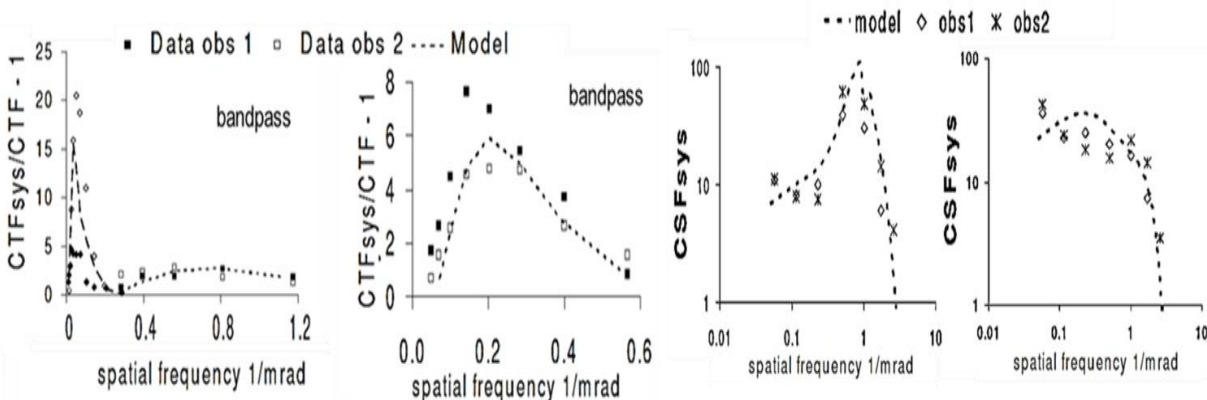 Data obs 1 Data obs 2 Model
CTFsys/CTF - 1
25
20
15
10
5
0
bandpass
0 0.4 0.8 1.2
spatial frequency 1/mrad
CTFsys/CTF - 1
8
6
4
2
0
bandpass
0.0 0.2 0.4 0.6
spatial frequency 1/mrad
model obs1 obs2
CSFsys
100
10
1
0.01 0.1 1 10
spatial frequency 1/mrad
CSFsys
100
10
1
0.01 0.1 1 10
spatial frequency 1/mrad